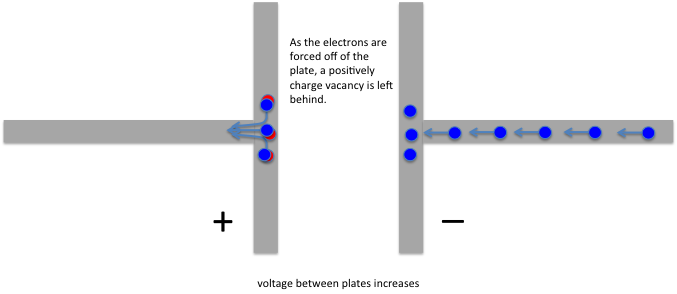 As the electrons are
forced off of the
plate, a positively
charge vacancy is left
behind.
+
−
voltage between plates increases